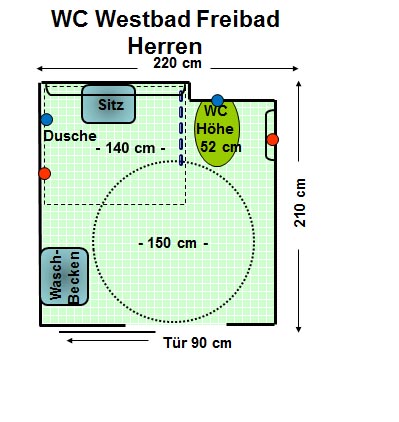 WC Westbad Freibad
Herren
220 cm
Sitz
WC
Höhe
52 cm
Dusche
- 140 cm -
210 cm
- 150 cm -
Wasch-
Becken
Tür 90 cm